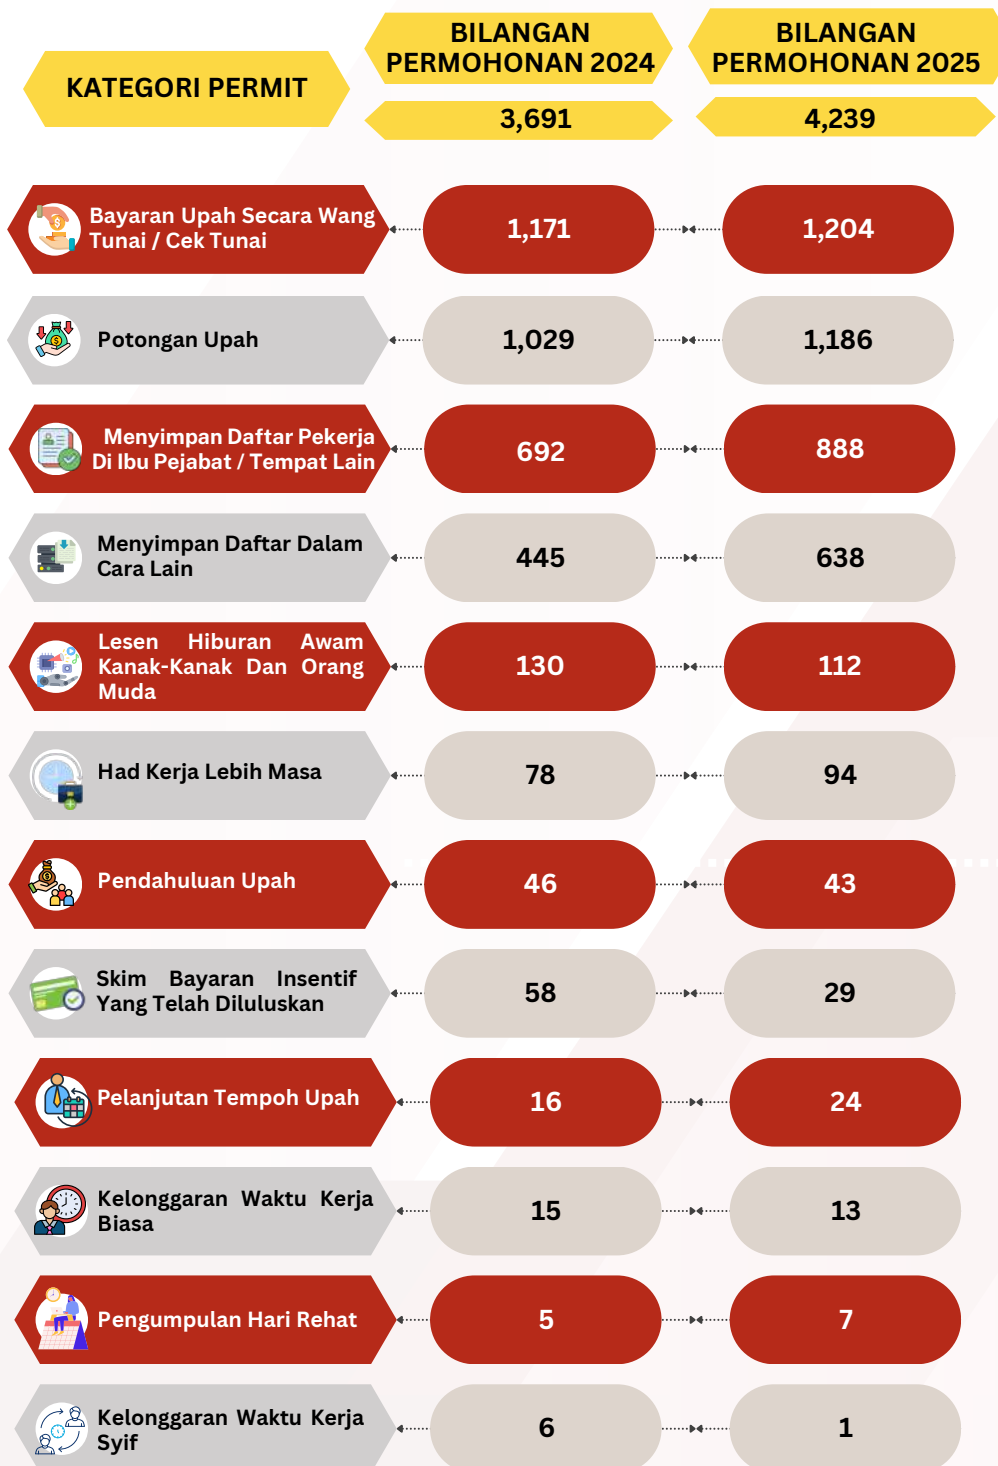 KATEGORI PERMIT
BILANGAN
PERMOHONAN 2024
3,691
BILANGAN
PERMOHONAN 2025
4,239
Bayaran Upah Secara Wang
Tunai / Cek Tunai
1,171
1,204
Potongan Upah
1,029
1,186
Menyimpan Daftar Pekerja
Di Ibu Pejabat / Tempat Lain
692
888
Menyimpan Daftar Dalam
Cara Lain
445
638
Lesen Hiburan Awam
Kanak-Kanak Dan Orang
Muda
130
112
Had Kerja Lebih Masa
78
94
Pendahuluan Upah
46
43
Skim Bayaran Insentif
Yang Telah Diluluskan
58
29
Pelanjutan Tempoh Upah
16
24
Kelonggaran Waktu Kerja
Biasa
15
13
Pengumpulan Hari Rehat
5
7
Kelonggaran Waktu Kerja
Syif
6
1